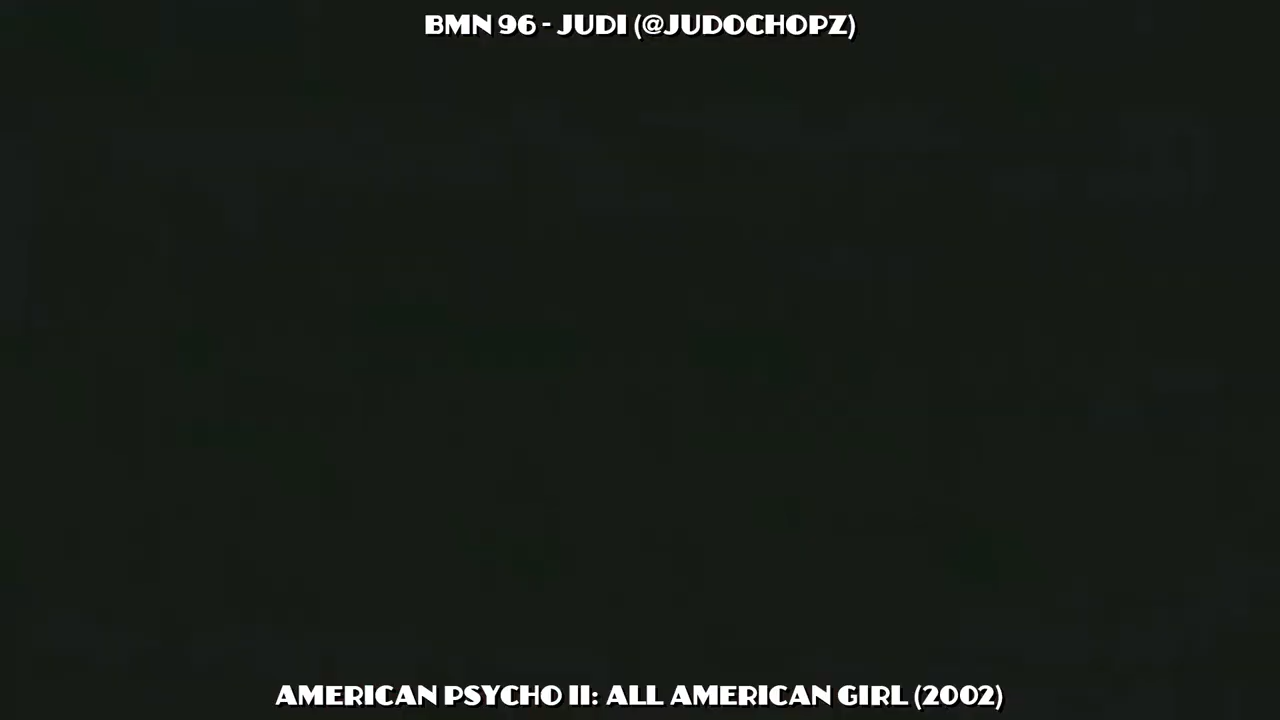 BMN 96 - JUDI (@JUDOCHOPZ)
AMERICAN PSYCHO II: ALL AMERICAN GIRL (2002)